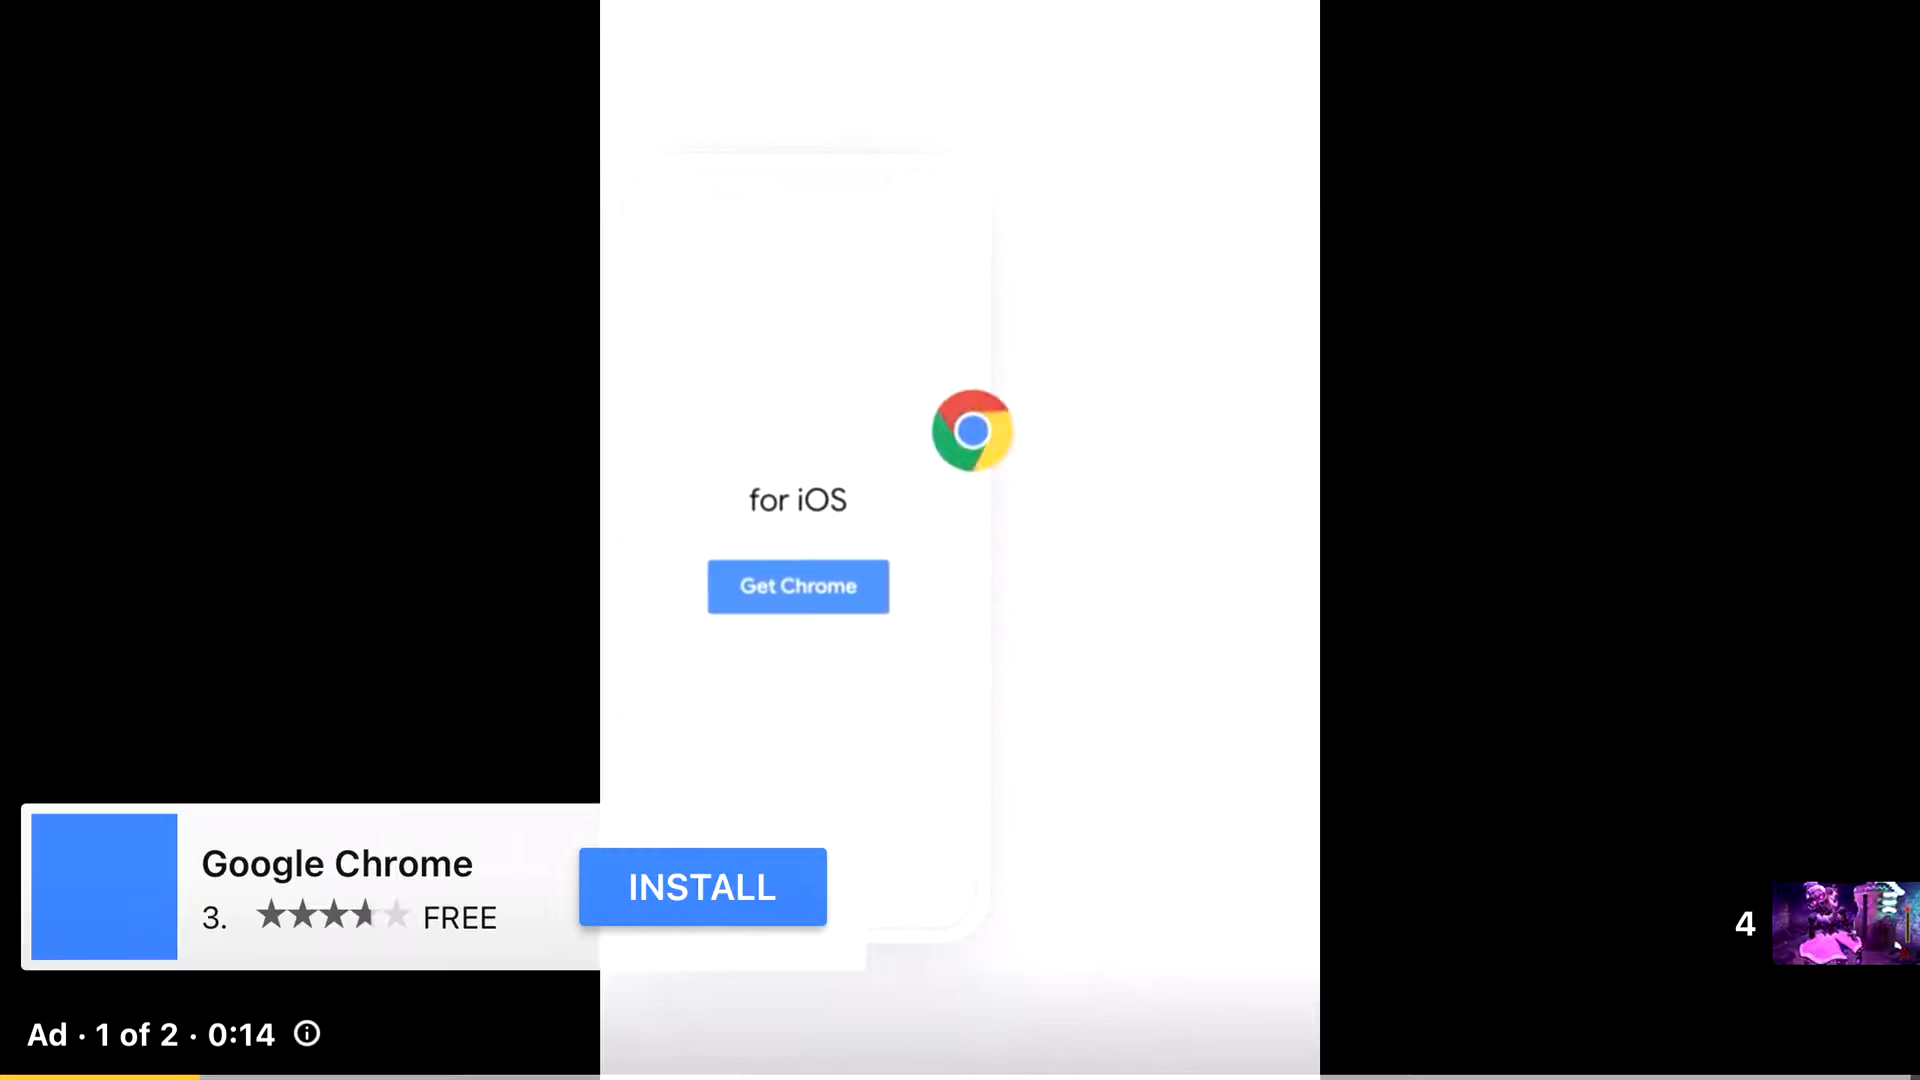 for iOS
Get Chrome
Google Chrome
3. FREE
INSTALL
4
Ad · 1 of 2 · 0:14